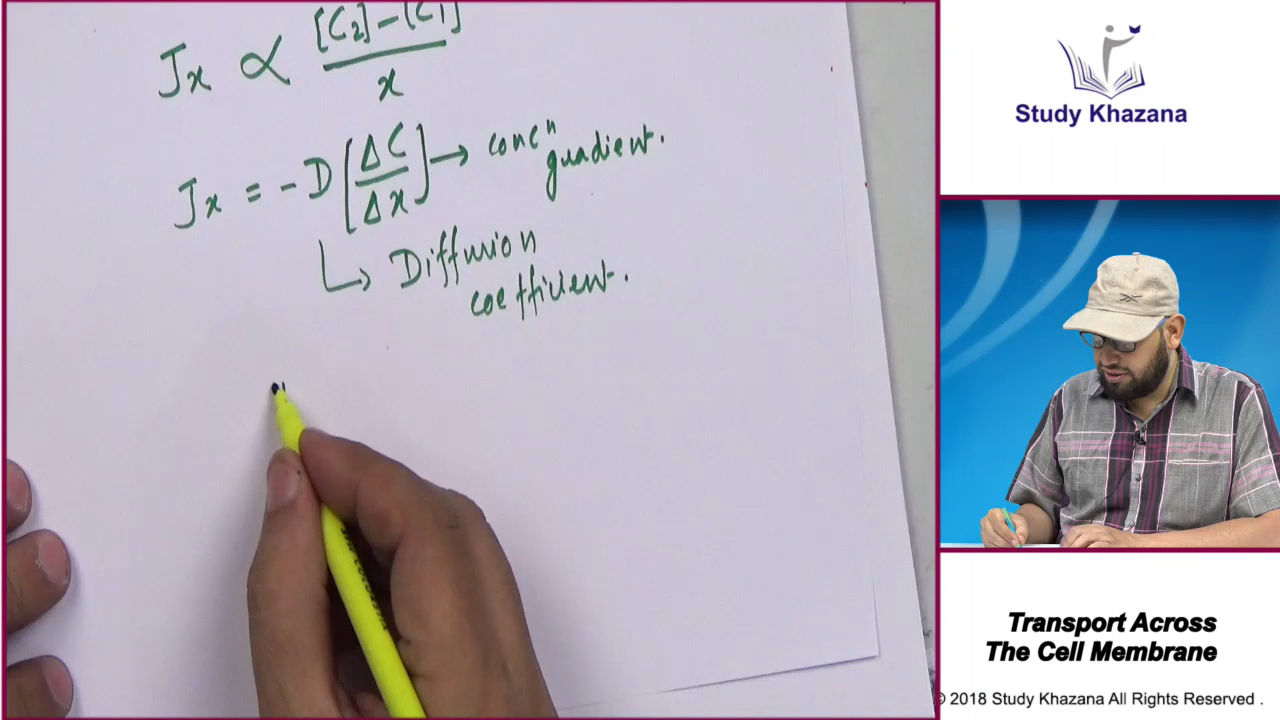 Jx ∝ [C2]-[C1]
x
Jx = -D [ΔC/Δx] → concⁿ gradient.
↳ Diffusion
coefficient.
Study Khazana
Transport Across
The Cell Membrane
© 2018 Study Khazana All Rights Reserved .